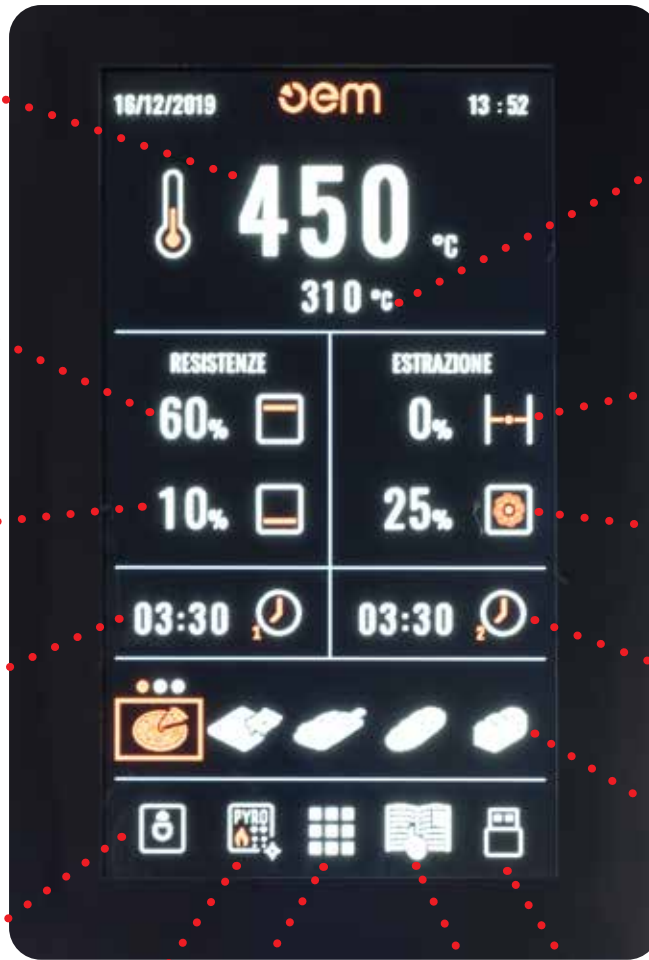 16/12/2019 oem 13 : 52
450 °C
310 °C
RESISTENZE ESTRAZIONE
60% 0%
10% 25%
03:30 1 03:30 2
PYRO